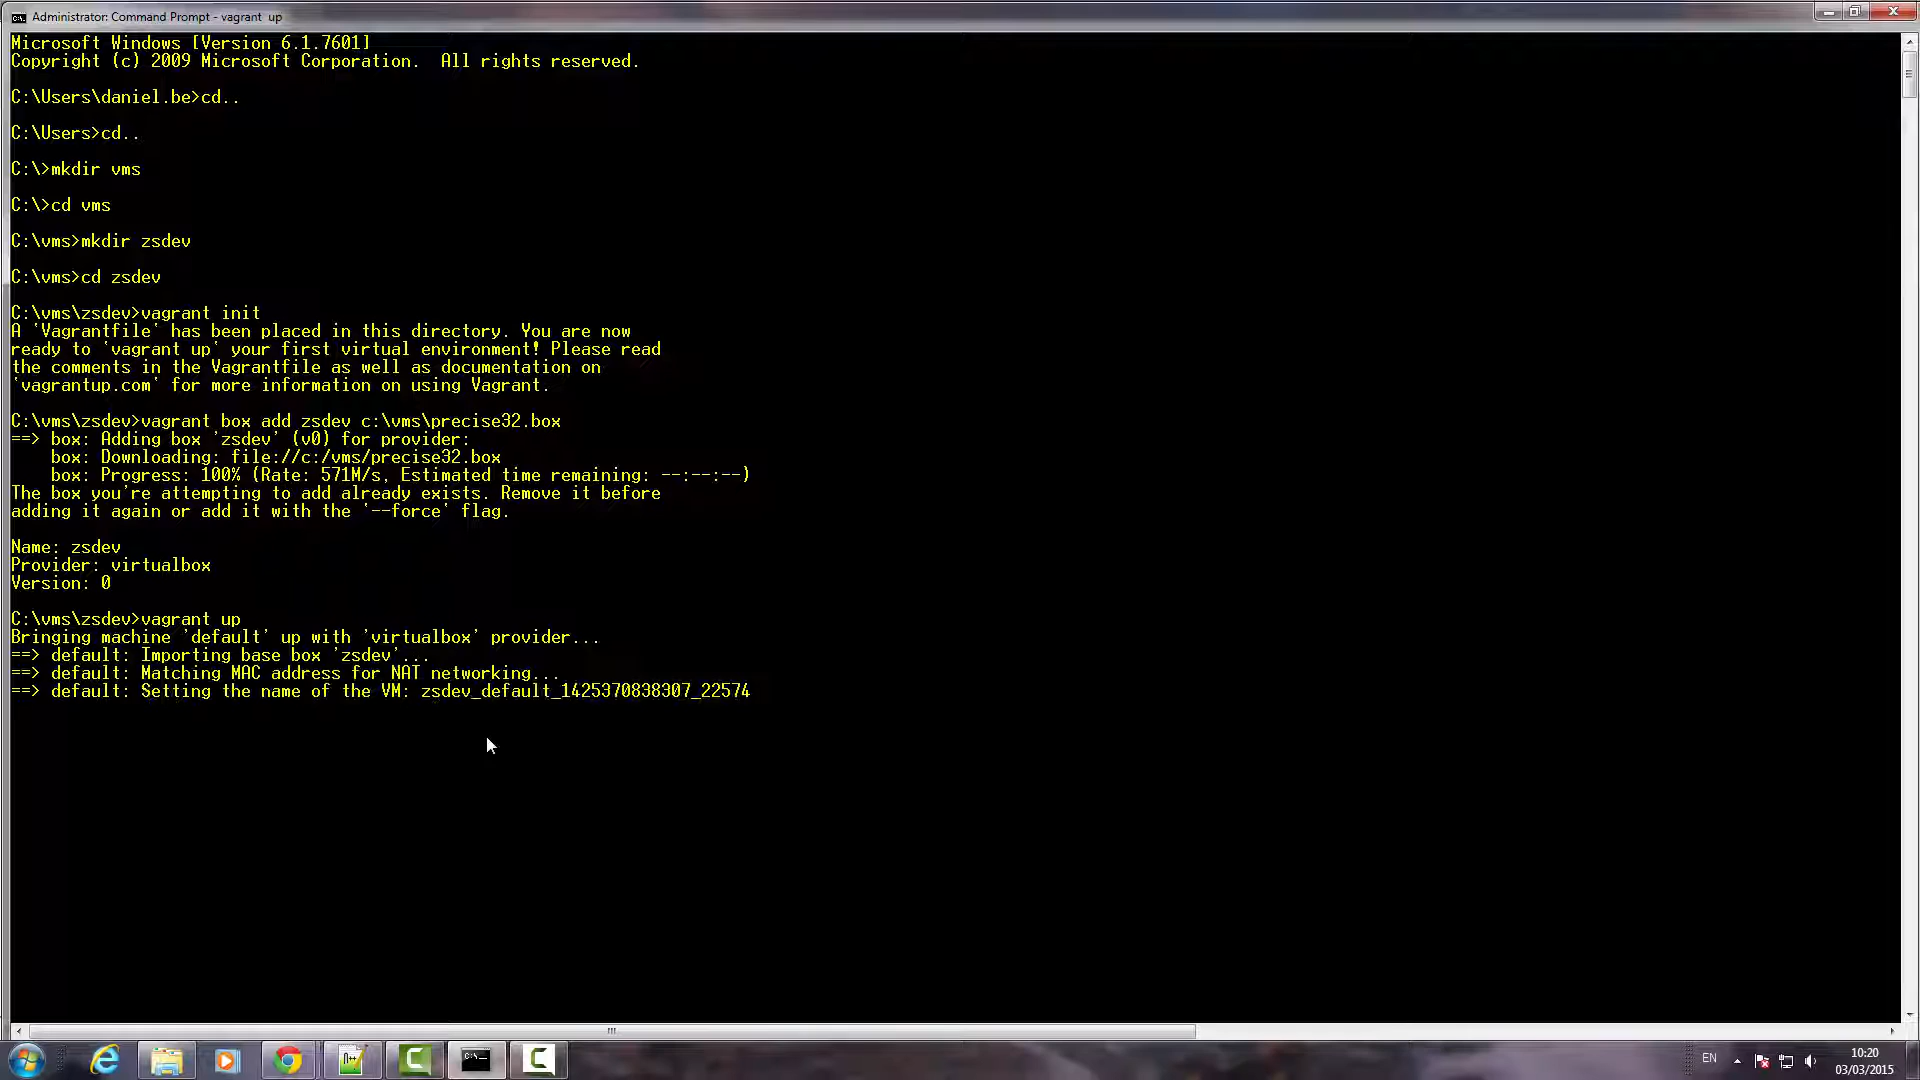 Administrator: Command Prompt - vagrant  up
Microsoft Windows [Version 6.1.7601]
Copyright (c) 2009 Microsoft Corporation.  All rights reserved.
C:\Users\daniel.be>cd..
C:\Users>cd..
C:\>mkdir vms
C:\>cd vms
C:\vms>mkdir zsdev
C:\vms>cd zsdev
C:\vms\zsdev>vagrant init
A `Vagrantfile` has been placed in this directory. You are now
ready to `vagrant up` your first virtual environment! Please read
the comments in the Vagrantfile as well as documentation on
`vagrantup.com` for more information on using Vagrant.
C:\vms\zsdev>vagrant box add zsdev c:\vms\precise32.box
==> box: Adding box 'zsdev' (v0) for provider:
    box: Downloading: file://c:/vms/precise32.box
    box: Progress: 100% (Rate: 571M/s, Estimated time remaining: --:--:--)
The box you're attempting to add already exists. Remove it before
adding it again or add it with the `--force` flag.
Name: zsdev
Provider: virtualbox
Version: 0
C:\vms\zsdev>vagrant up
Bringing machine 'default' up with 'virtualbox' provider...
==> default: Importing base box 'zsdev'...
==> default: Matching MAC address for NAT networking...
==> default: Setting the name of the VM: zsdev_default_1425370838307_22574
EN
10:20
03/03/2015